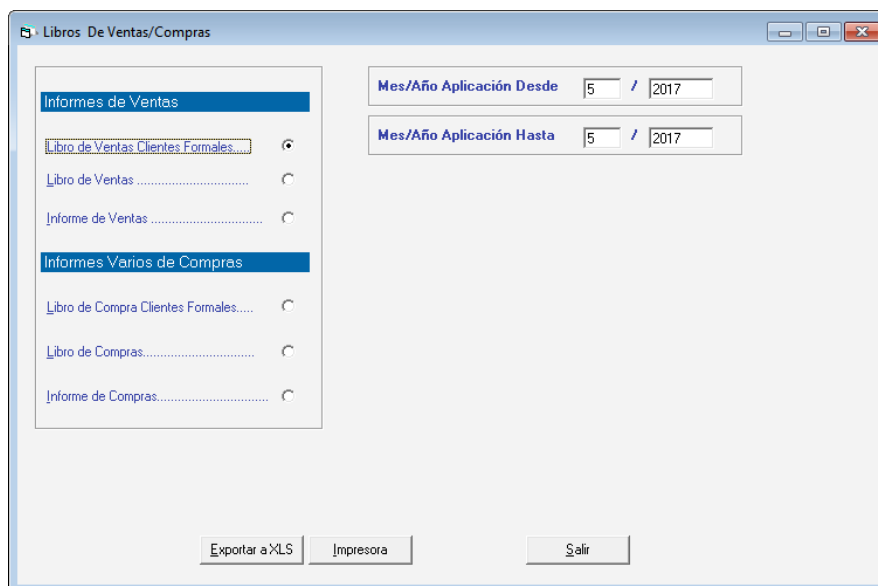 Libros De Ventas/Compras
Informes de Ventas
Libro de Ventas Clientes Formales.....
Libro de Ventas ................................
Informe de Ventas ................................
Informes Varios de Compras
Libro de Compra Clientes Formales.....
Libro de Compras................................
Informe de Compras................................
Mes/Año Aplicación Desde 5 / 2017
Mes/Año Aplicación Hasta 5 / 2017
Exportar a XLS Impresora Salir